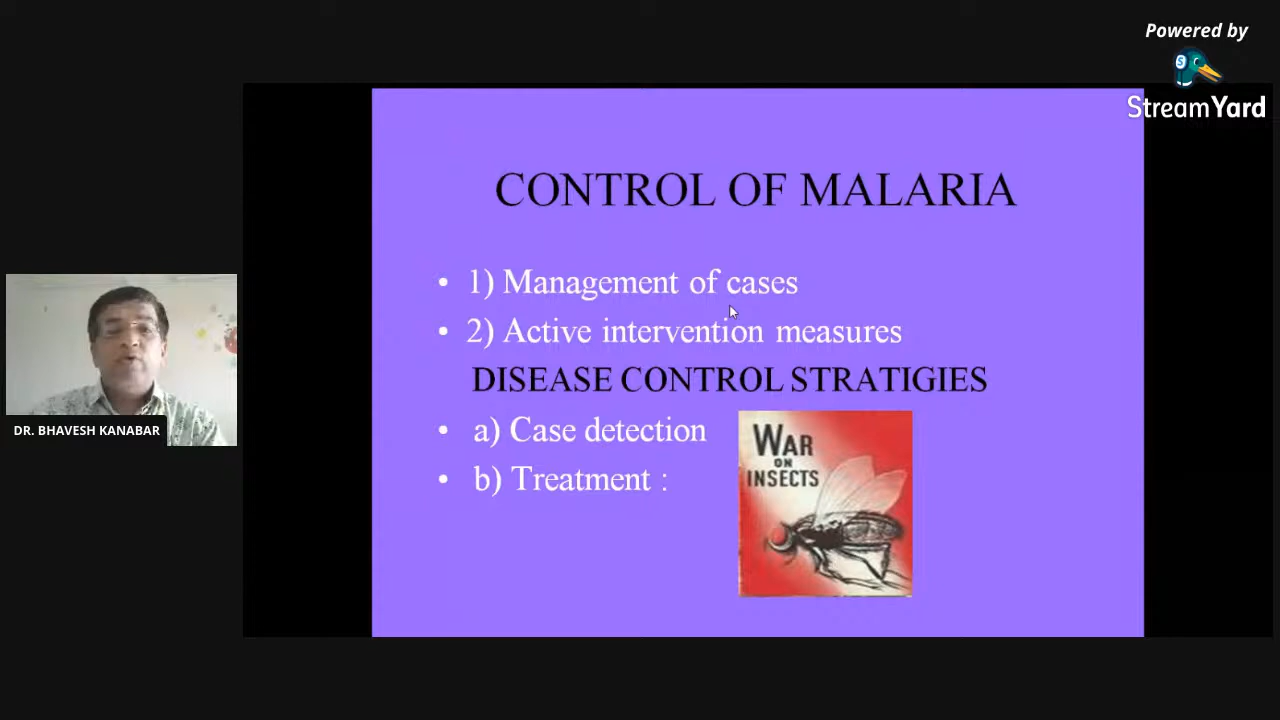 Powered by
StreamYard
CONTROL OF MALARIA
• 1) Management of cases
• 2) Active intervention measures
DISEASE CONTROL STRATIGIES
• a) Case detection
• b) Treatment :
WAR
ON
INSECTS
DR. BHAVESH KANABAR